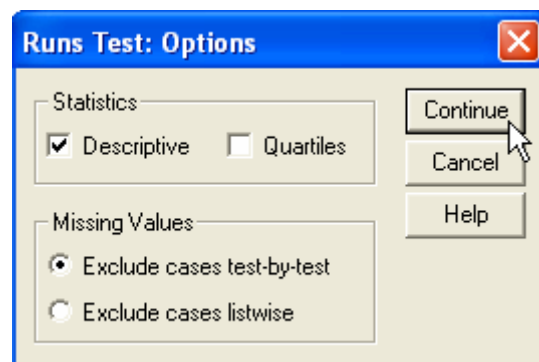 Runs Test: Options
Statistics
Descriptive Quartiles
Missing Values
Exclude cases test-by-test
Exclude cases listwise
Continue
Cancel
Help